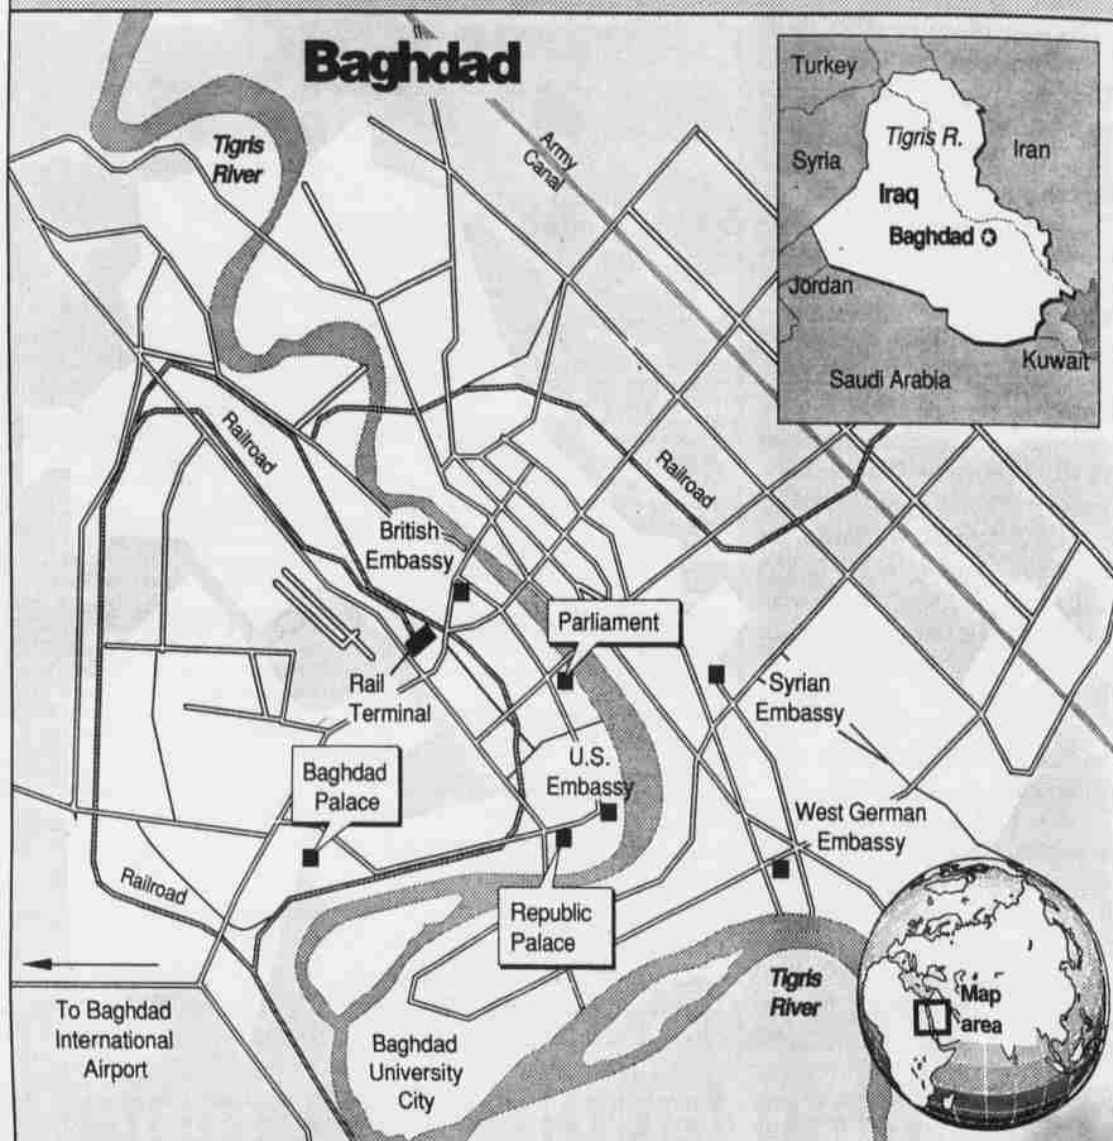 Baghdad
Tigris
River
Army
Canal
Turkey
Syria
Tigris R.
Iran
Iraq
Baghdad
Jordan
Kuwait
Saudi Arabia
Railroad
Railroad
British
Embassy
Parliament
Rail
Terminal
Syrian
Embassy
Baghdad
Palace
U.S.
Embassy
West German
Embassy
Railroad
Republic
Palace
To Baghdad
International
Airport
Baghdad
University
City
Tigris
River
Map
area